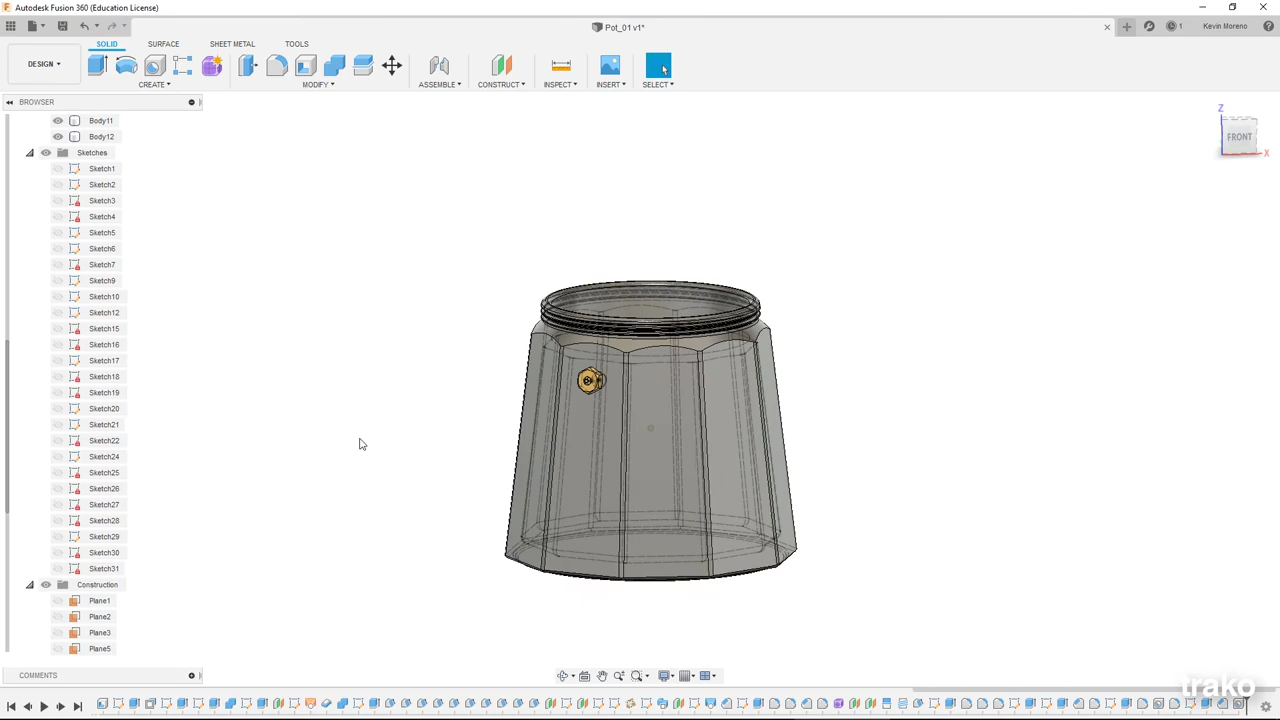 Autodesk Fusion 360 (Education License)
Pot_01 v1*
1
Kevin Moreno
DESIGN
SOLID
SURFACE
SHEET METAL
TOOLS
CREATE
MODIFY
ASSEMBLE
CONSTRUCT
INSPECT
INSERT
SELECT
BROWSER
Body11
Body12
Sketches
Sketch1
Sketch2
Sketch3
Sketch4
Sketch5
Sketch6
Sketch7
Sketch9
Sketch10
Sketch12
Sketch15
Sketch16
Sketch17
Sketch18
Sketch19
Sketch20
Sketch21
Sketch22
Sketch24
Sketch25
Sketch26
Sketch27
Sketch28
Sketch29
Sketch30
Sketch31
Construction
Plane1
Plane2
Plane3
Plane5
Z
FRONT
X
COMMENTS
trako